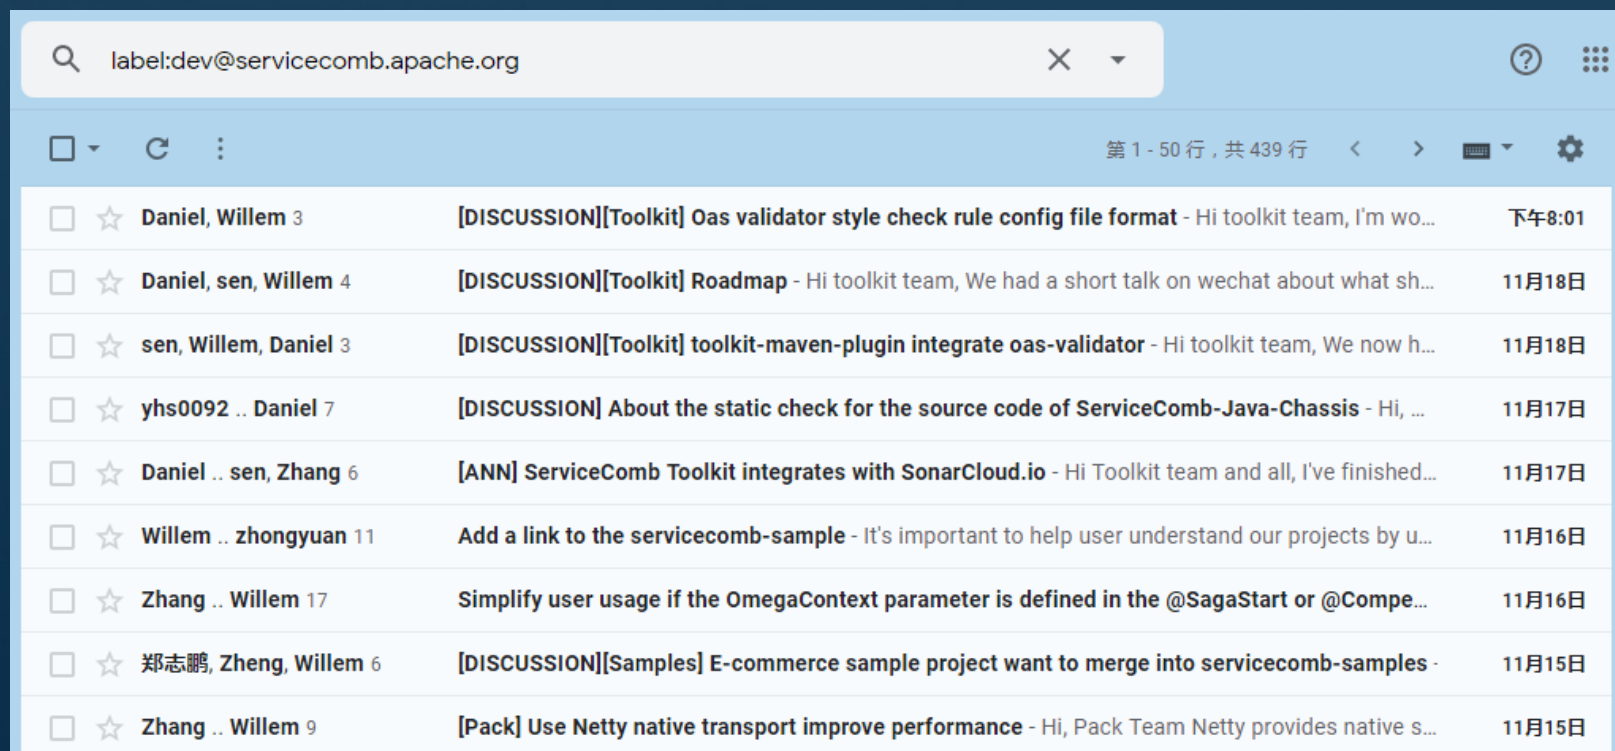 label:dev@servicecomb.apache.org
第 1 - 50 行，共 439 行
Daniel, Willem 3 [DISCUSSION][Toolkit] Oas validator style check rule config file format - Hi toolkit team, I'm wo... 下午8:01
Daniel, sen, Willem 4 [DISCUSSION][Toolkit] Roadmap - Hi toolkit team, We had a short talk on wechat about what sh... 11月18日
sen, Willem, Daniel 3 [DISCUSSION][Toolkit] toolkit-maven-plugin integrate oas-validator - Hi toolkit team, We now h... 11月18日
yhs0092 .. Daniel 7 [DISCUSSION] About the static check for the source code of ServiceComb-Java-Chassis - Hi, ... 11月17日
Daniel .. sen, Zhang 6 [ANN] ServiceComb Toolkit integrates with SonarCloud.io - Hi Toolkit team and all, I've finished... 11月17日
Willem .. zhongyuan 11 Add a link to the servicecomb-sample - It's important to help user understand our projects by u... 11月16日
Zhang .. Willem 17 Simplify user usage if the OmegaContext parameter is defined in the @SagaStart or @Compe... 11月16日
郑志鹏, Zheng, Willem 6 [DISCUSSION][Samples] E-commerce sample project want to merge into servicecomb-samples - 11月15日
Zhang .. Willem 9 [Pack] Use Netty native transport improve performance - Hi, Pack Team Netty provides native s... 11月15日